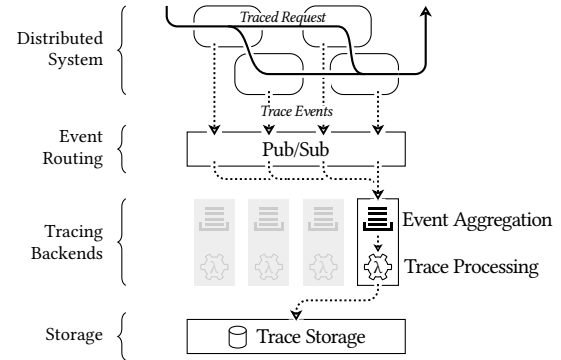 Distributed
System
Traced Request
Trace Events
Event
Routing
Pub/Sub
Tracing
Backends
λ λ λ λ
Event Aggregation
Trace Processing
Storage
Trace Storage